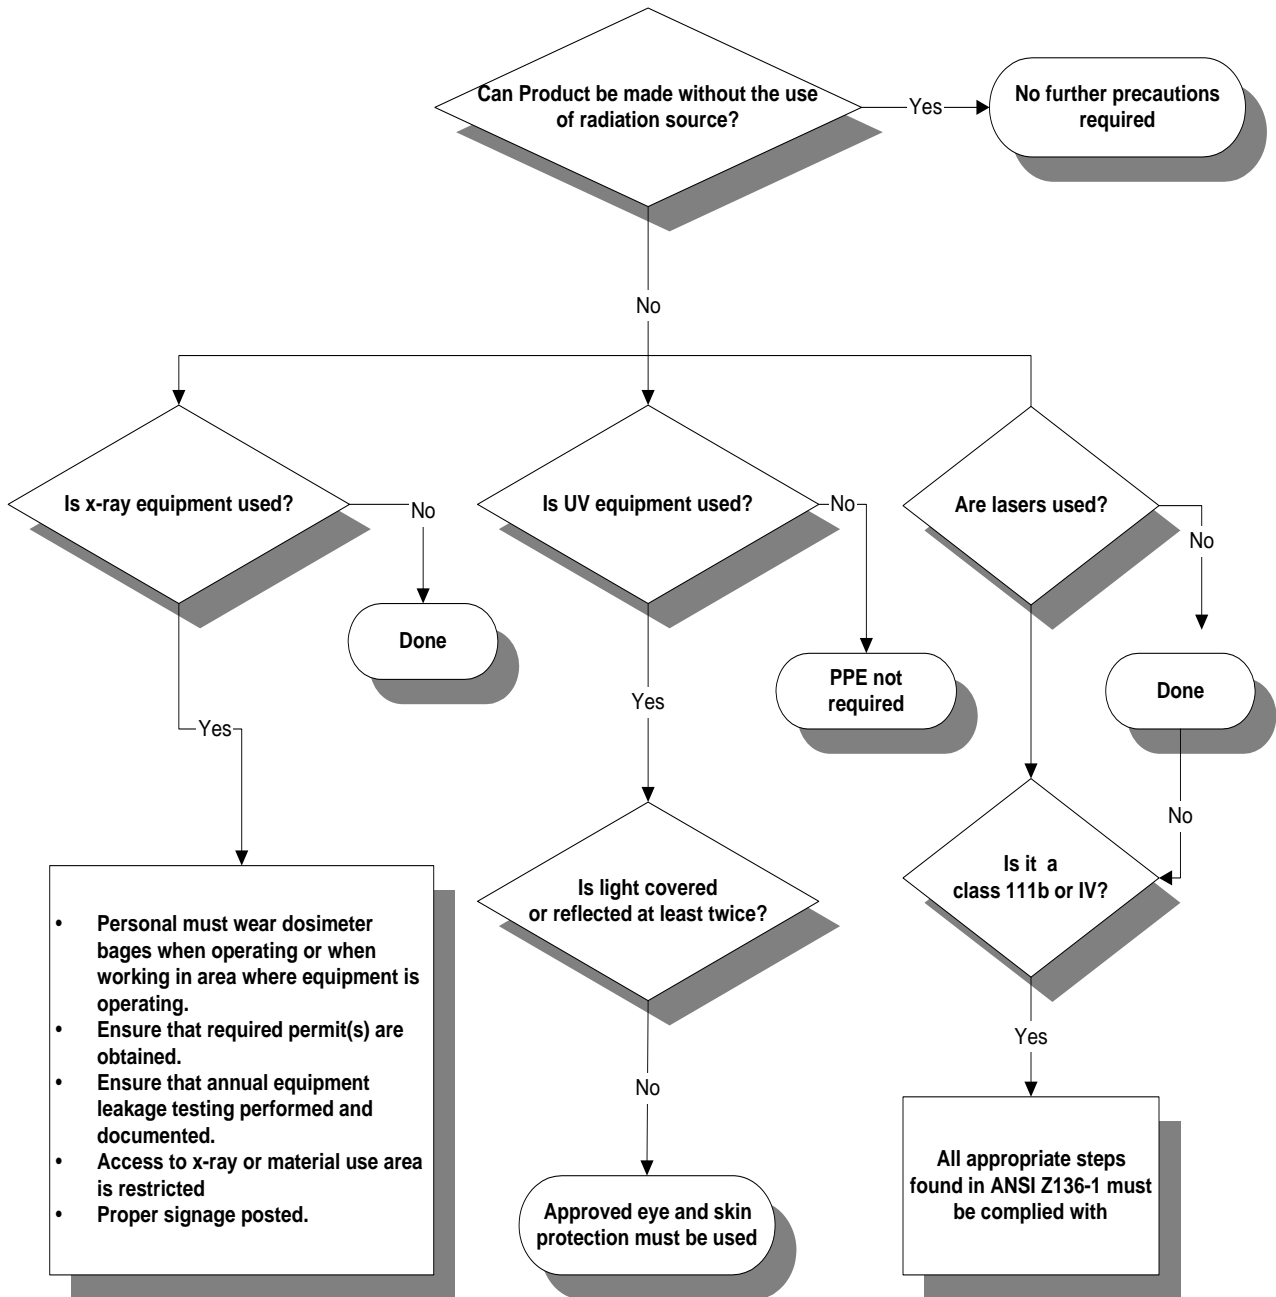 Can Product be made without the use
of radiation source?
Yes
No further precautions
required
No
Is x-ray equipment used?
No
Done
Yes
• Personal must wear dosimeter
bages when operating or when
working in area where equipment is
operating.
• Ensure that required permit(s) are
obtained.
• Ensure that annual equipment
leakage testing performed and
documented.
• Access to x-ray or material use area
is restricted
• Proper signage posted.
Is UV equipment used?
No
PPE not
required
Yes
Is light covered
or reflected at least twice?
No
Approved eye and skin
protection must be used
Are lasers used?
No
Done
No
Is it a
class 111b or IV?
Yes
All appropriate steps
found in ANSI Z136-1 must
be complied with